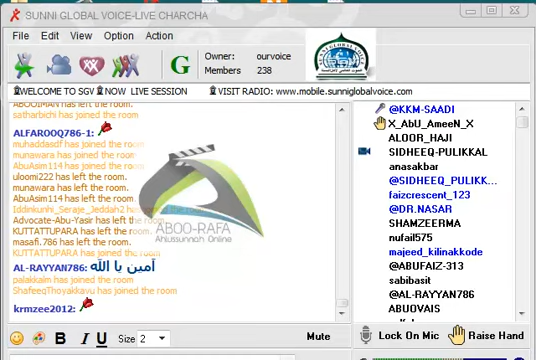 SUNNI GLOBAL VOICE-LIVE CHARCHA
File Edit View Option Action
Owner: ourvoice
Members 238
G
SUNNI GLOBAL VOICE
WELCOME TO SGV NOW LIVE SESSION VISIT RADIO: www.mobile.sunniglobalvoice.com
ABOOIMAN has left the room.
satharbichi has joined the room
ALFAROOQ786-1:
muhaddasdf has joined the room
munawara has joined the room
AbuAsim114 has joined the room
uloomi222 has left the room.
munawara has left the room.
AbuAsim114 has left the room.
Iddinkunhi_Seraje_Jeddah2 has
Advocate-Abu-Yasir has left the room.
KUTTATTUPARA has joined the room
KUTTATTUPARA has left the room.
masafi.786 has left the room.
AL-RAYYAN786: آمين يا الله
palakkalm has joined the room
ShafeeqThoyakkavu has joined the room
krmzee2012:
ABOO-RAFA
Ahlussunnah Online
@KKM-SAADI
X_AbU_AmeeN_X
ALOOR_HAJI
SIDHEEQ-PULIKKAL
anasakbar
@SIDHEEQ_PULIKK...
faizcrescent_123
@DR.NASAR
SHAMZEERMA
nufail575
majeed_kilinakkode
@ABUFAIZ-313
sabibasit
@AL-RAYYAN786
ABUOVAIS
B I U Size 2 Mute
Lock On Mic Raise Hand